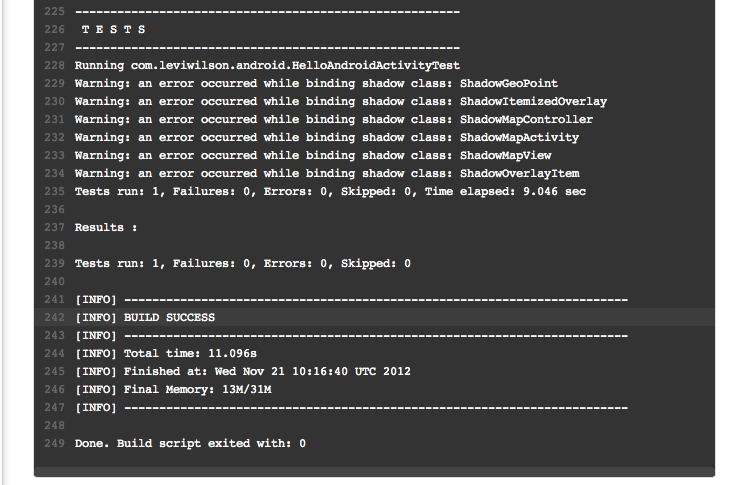 225 -------------------------------------------------------
226  T E S T S
227 -------------------------------------------------------
228 Running com.leviwilson.android.HelloAndroidActivityTest
229 Warning: an error occurred while binding shadow class: ShadowGeoPoint
230 Warning: an error occurred while binding shadow class: ShadowItemizedOverlay
231 Warning: an error occurred while binding shadow class: ShadowMapController
232 Warning: an error occurred while binding shadow class: ShadowMapActivity
233 Warning: an error occurred while binding shadow class: ShadowMapView
234 Warning: an error occurred while binding shadow class: ShadowOverlayItem
235 Tests run: 1, Failures: 0, Errors: 0, Skipped: 0, Time elapsed: 9.046 sec
236
237 Results :
238
239 Tests run: 1, Failures: 0, Errors: 0, Skipped: 0
240
241 [INFO] ------------------------------------------------------------------------
242 [INFO] BUILD SUCCESS
243 [INFO] ------------------------------------------------------------------------
244 [INFO] Total time: 11.096s
245 [INFO] Finished at: Wed Nov 21 10:16:40 UTC 2012
246 [INFO] Final Memory: 13M/31M
247 [INFO] ------------------------------------------------------------------------
248
249 Done. Build script exited with: 0